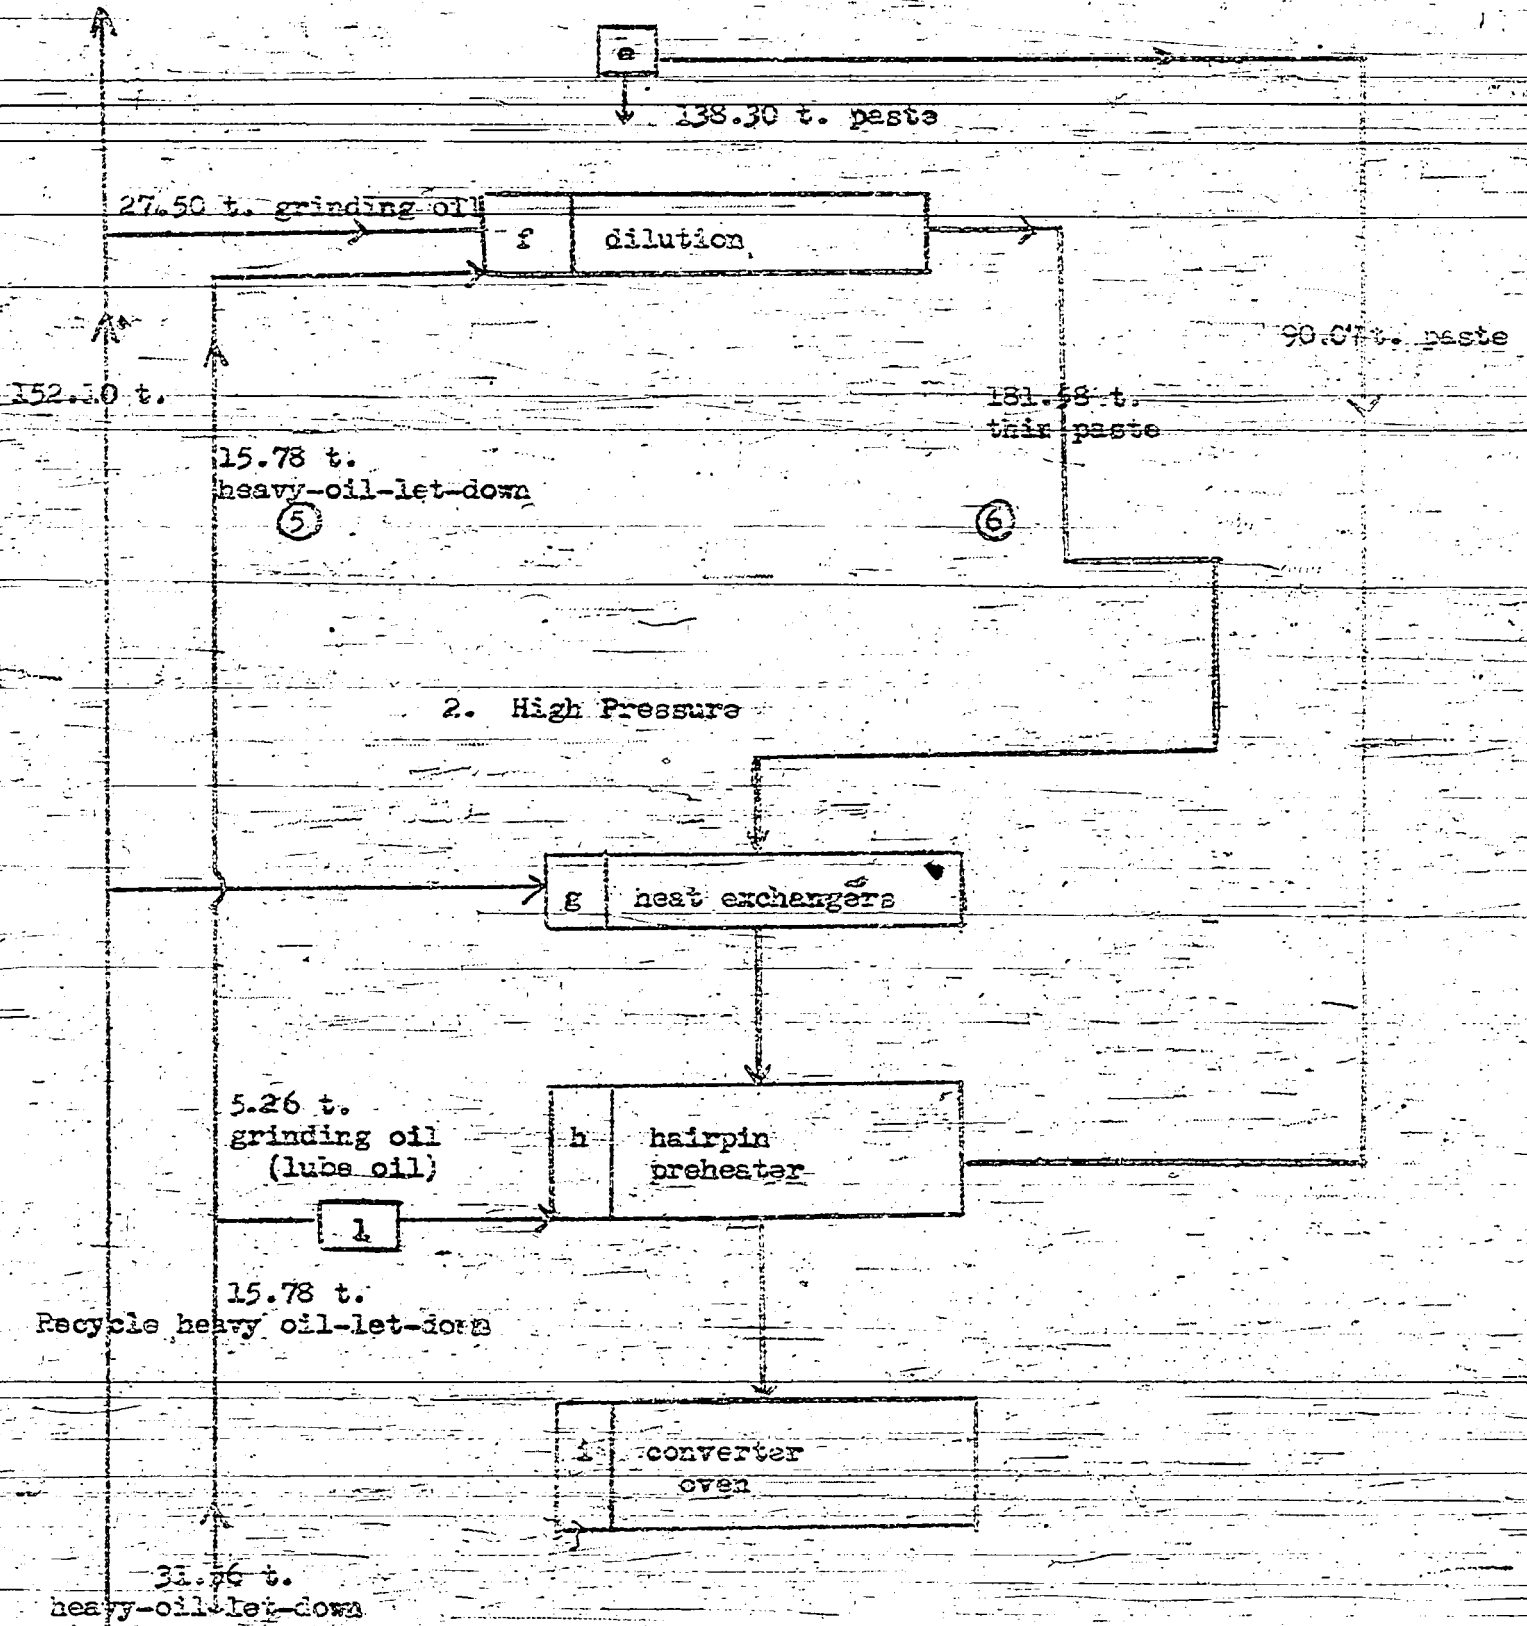 e
138.30 t. paste
27.50 t. grinding oil
f dilution
90.07 t. paste
152.10 t.
181.58 t.
thin paste
15.78 t.
heavy-oil-let-down
5
6
2. High Pressure
g heat exchangers
5.26 t.
grinding oil
(lube oil)
h hairpin
preheater
l
15.78 t.
Recycle heavy oil-let-down
i converter
oven
31.56 t.
heavy-oil-let-down